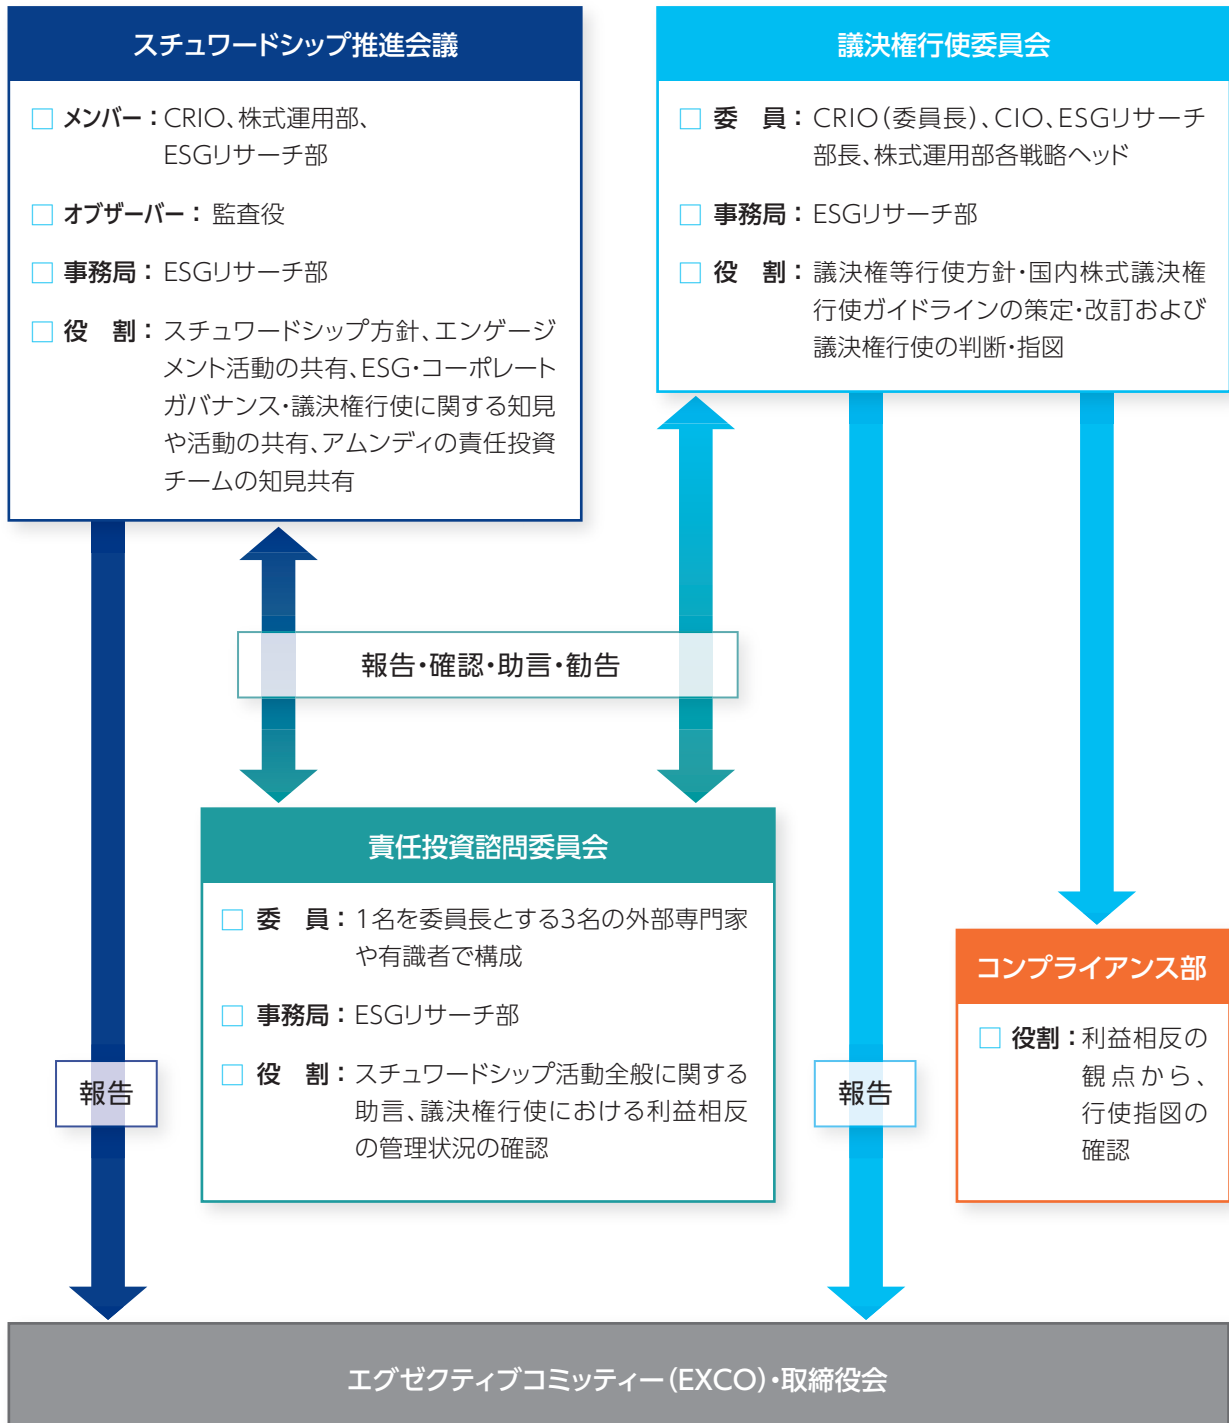 スチュワードシップ推進会議
□ メンバー：CRIO、株式運用部、
ESGリサーチ部
□ オブザーバー： 監査役
□ 事務局：ESGリサーチ部
□ 役　割：スチュワードシップ方針、エンゲージ
メント活動の共有、ESG・コーポレート
ガバナンス・議決権行使に関する知見
や活動の共有、アムンディの責任投資
チームの知見共有
議決権行使委員会
□ 委　員：CRIO（委員長）、CIO、ESGリサーチ
部長、株式運用部各戦略ヘッド
□ 事務局：ESGリサーチ部
□ 役　割：議決権等行使方針・国内株式議決権
行使ガイドラインの策定・改訂および
議決権行使の判断・指図
報告・確認・助言・勧告
責任投資諮問委員会
□ 委　員：1名を委員長とする3名の外部専門家
や有識者で構成
□ 事務局：ESGリサーチ部
□ 役　割：スチュワードシップ活動全般に関する
助言、議決権行使における利益相反
の管理状況の確認
コンプライアンス部
□ 役割：利益相反の
観点から、
行使指図の
確認
報告
報告
エグゼクティブコミッティー（EXCO）・取締役会